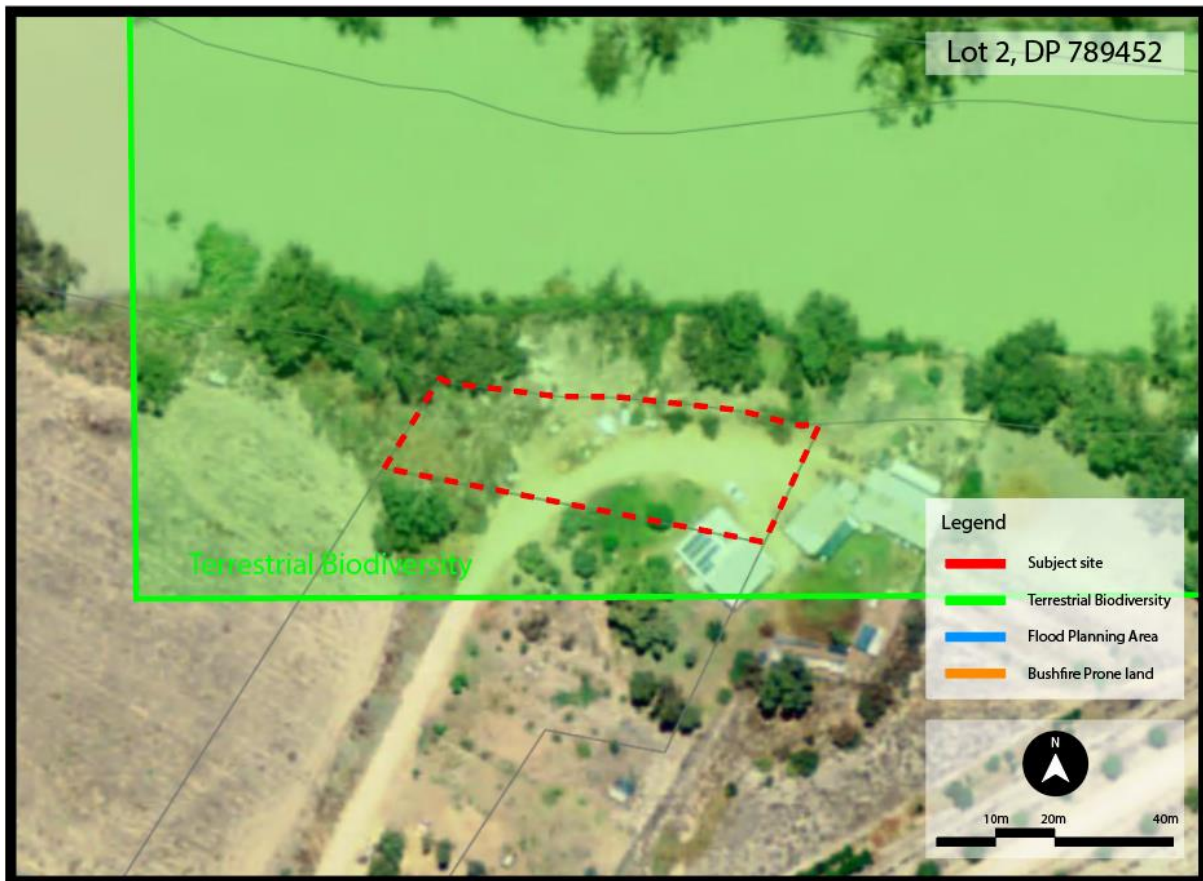 Lot 2, DP 789452
Terrestrial Biodiversity
Legend
Subject site
Terrestrial Biodiversity
Flood Planning Area
Bushfire Prone land
N
10m 20m 40m